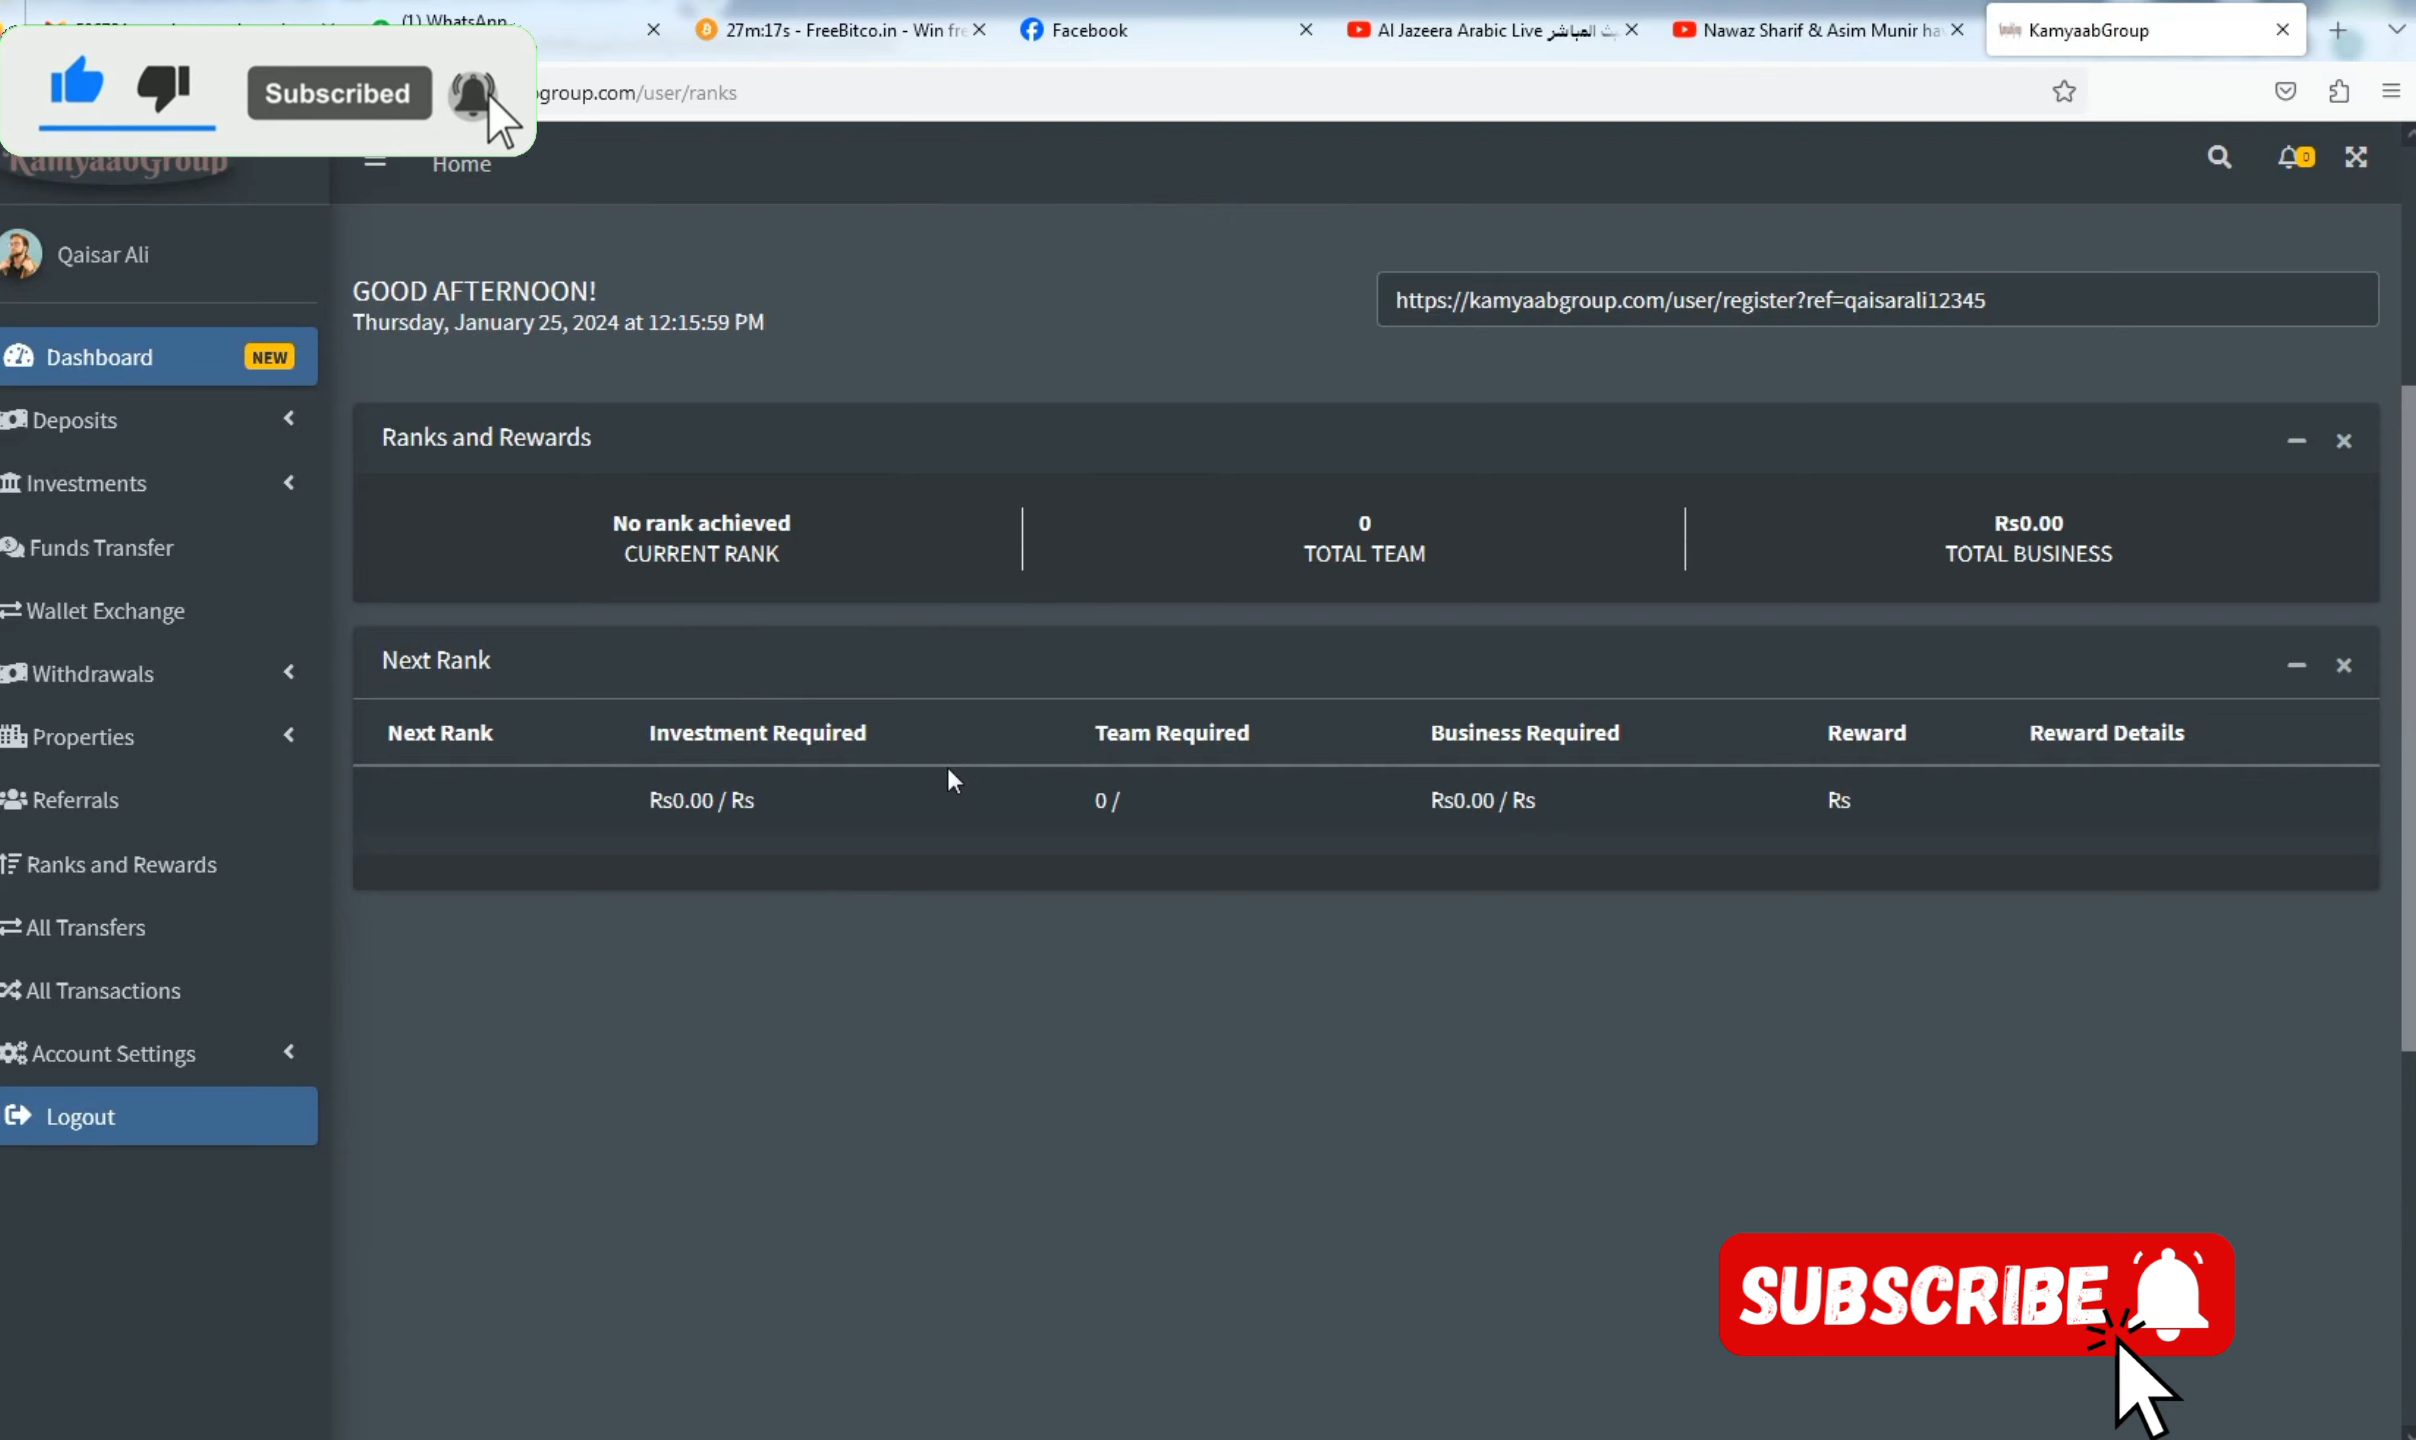 (1) WhatsApp
27m:17s - FreeBitco.in - Win fre
Facebook
Al Jazeera Arabic Live
Nawaz Sharif & Asim Munir ha
KamyaabGroup
Subscribed
group.com/user/ranks
KamyaabGroup
Home
0
Qaisar Ali
GOOD AFTERNOON!
Thursday, January 25, 2024 at 12:15:59 PM
https://kamyaabgroup.com/user/register?ref=qaisarali12345
Dashboard NEW
Deposits
Investments
Funds Transfer
Wallet Exchange
Withdrawals
Properties
Referrals
Ranks and Rewards
All Transfers
All Transactions
Account Settings
Logout
Ranks and Rewards
No rank achieved
CURRENT RANK
0
TOTAL TEAM
Rs0.00
TOTAL BUSINESS
Next Rank
Next Rank Investment Required Team Required Business Required Reward Reward Details
Rs0.00 / Rs 0 / Rs0.00 / Rs Rs
SUBSCRIBE